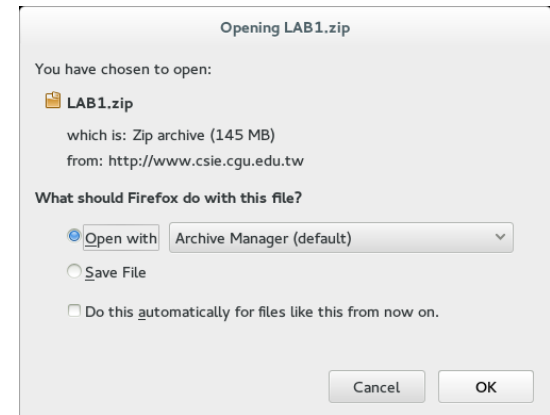 Opening LAB1.zip
You have chosen to open:
LAB1.zip
which is: Zip archive (145 MB)
from: http://www.csie.cgu.edu.tw
What should Firefox do with this file?
Open with Archive Manager (default)
Save File
Do this automatically for files like this from now on.
Cancel OK